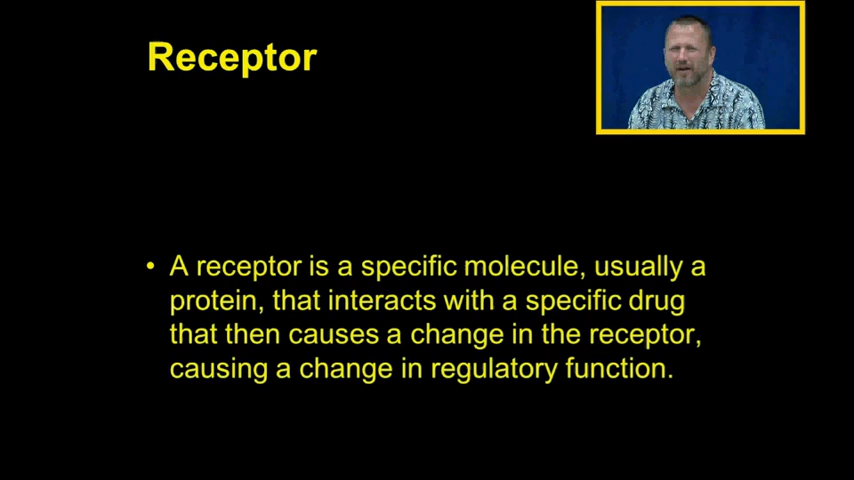 Receptor
• A receptor is a specific molecule, usually a
protein, that interacts with a specific drug
that then causes a change in the receptor,
causing a change in regulatory function.